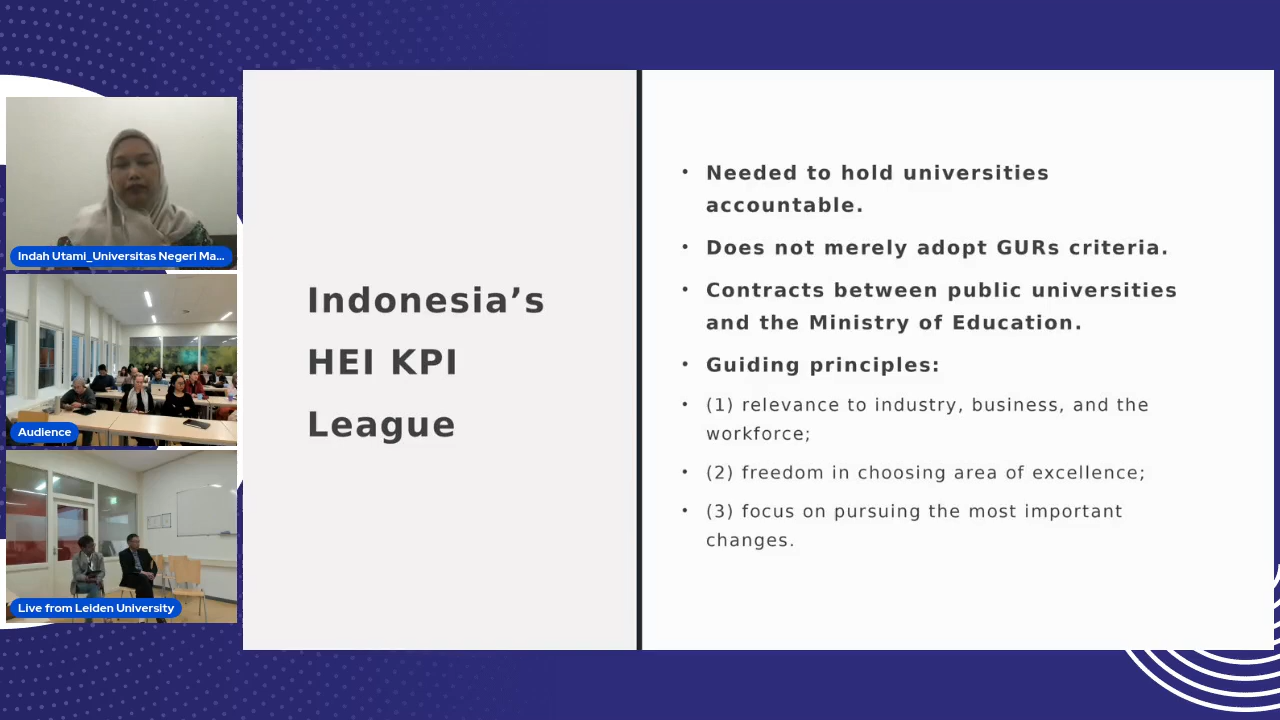 Indah Utami_Universitas Negeri Ma...
Audience
Live from Leiden University
Indonesia’s
HEI KPI
League
• Needed to hold universities
accountable.
• Does not merely adopt GURs criteria.
• Contracts between public universities
and the Ministry of Education.
• Guiding principles:
• (1) relevance to industry, business, and the
workforce;
• (2) freedom in choosing area of excellence;
• (3) focus on pursuing the most important
changes.